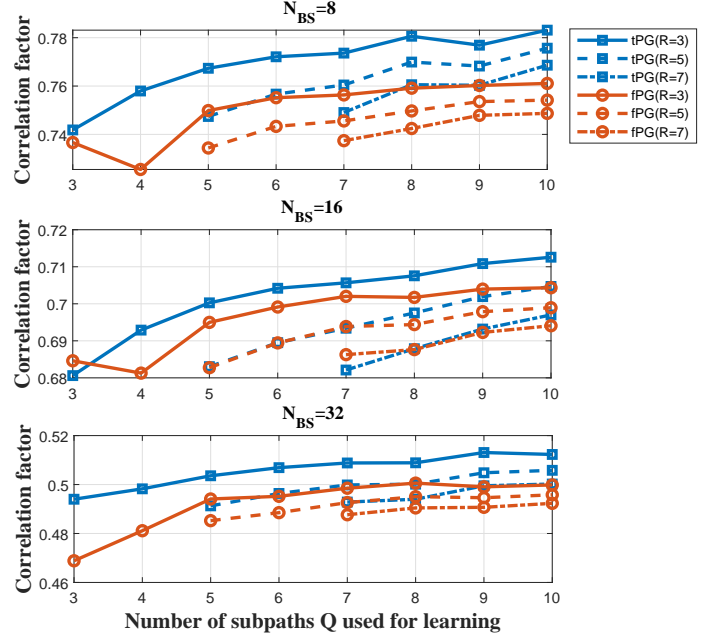 N_BS=8
Correlation factor
0.78
0.76
0.74
3 4 5 6 7 8 9 10
tPG(R=3)
tPG(R=5)
tPG(R=7)
fPG(R=3)
fPG(R=5)
fPG(R=7)
N_BS=16
Correlation factor
0.72
0.71
0.7
0.69
0.68
3 4 5 6 7 8 9 10
N_BS=32
Correlation factor
0.52
0.5
0.48
0.46
3 4 5 6 7 8 9 10
Number of subpaths Q used for learning